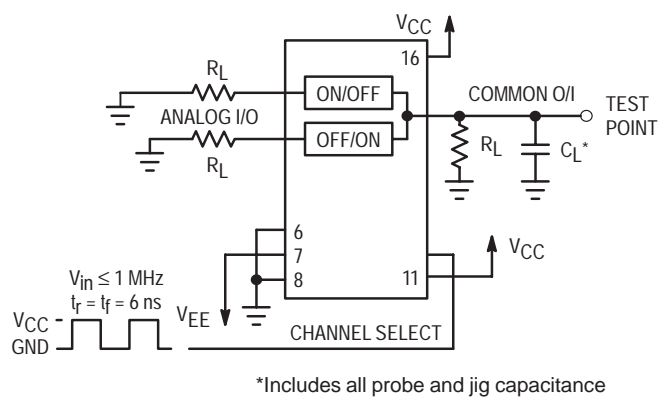 VCC
16
RL
ON/OFF
COMMON O/I
TEST
POINT
ANALOG I/O
OFF/ON
RL
RL
CL*
6
7
8
11
VCC
Vin ≤ 1 MHz
tr = tf = 6 ns
VEE
VCC
GND
CHANNEL SELECT
*Includes all probe and jig capacitance